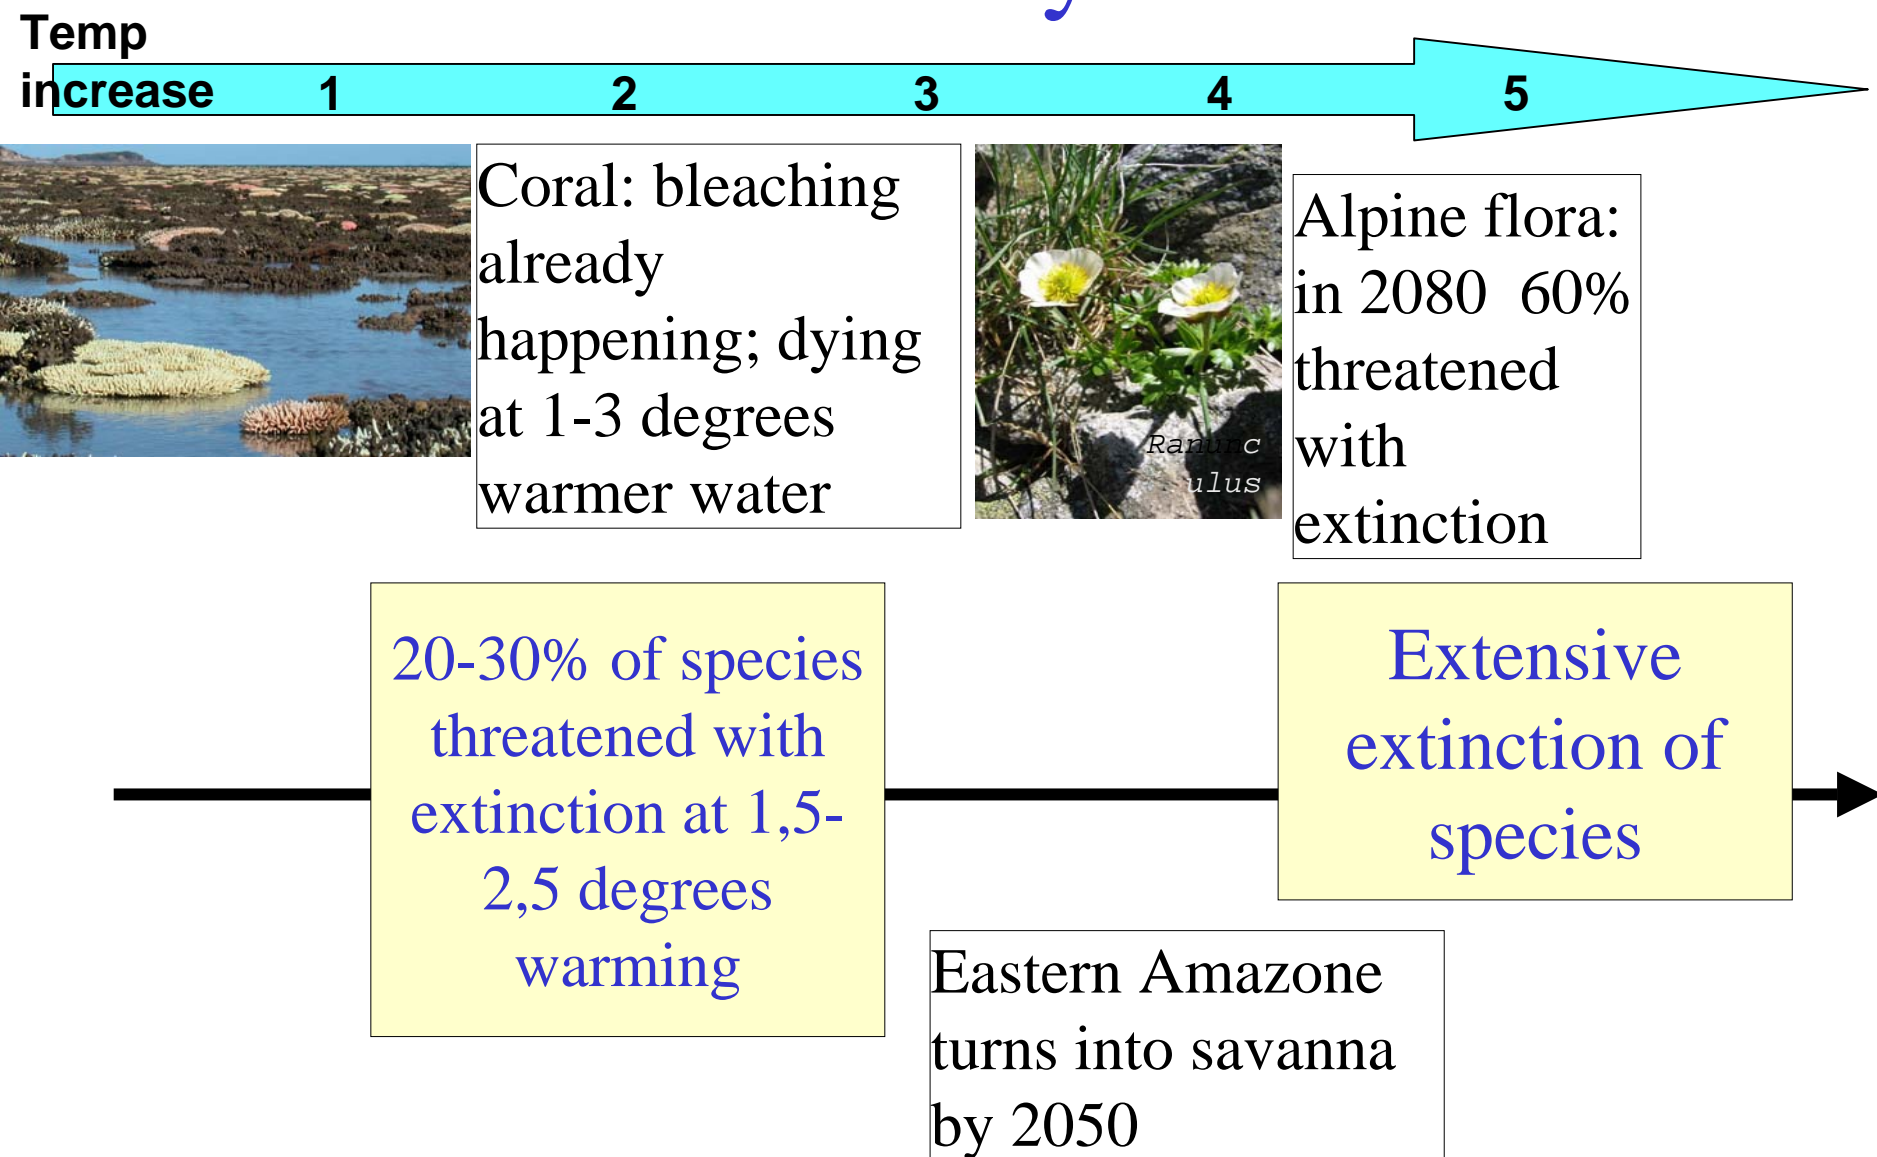 Temp
increase 1 2 3 4 5
Coral: bleaching
already
happening; dying
at 1-3 degrees
warmer water
Ranunc
ulus
Alpine flora:
in 2080 60%
threatened
with
extinction
20-30% of species
threatened with
extinction at 1,5-
2,5 degrees
warming
Extensive
extinction of
species
Eastern Amazone
turns into savanna
by 2050